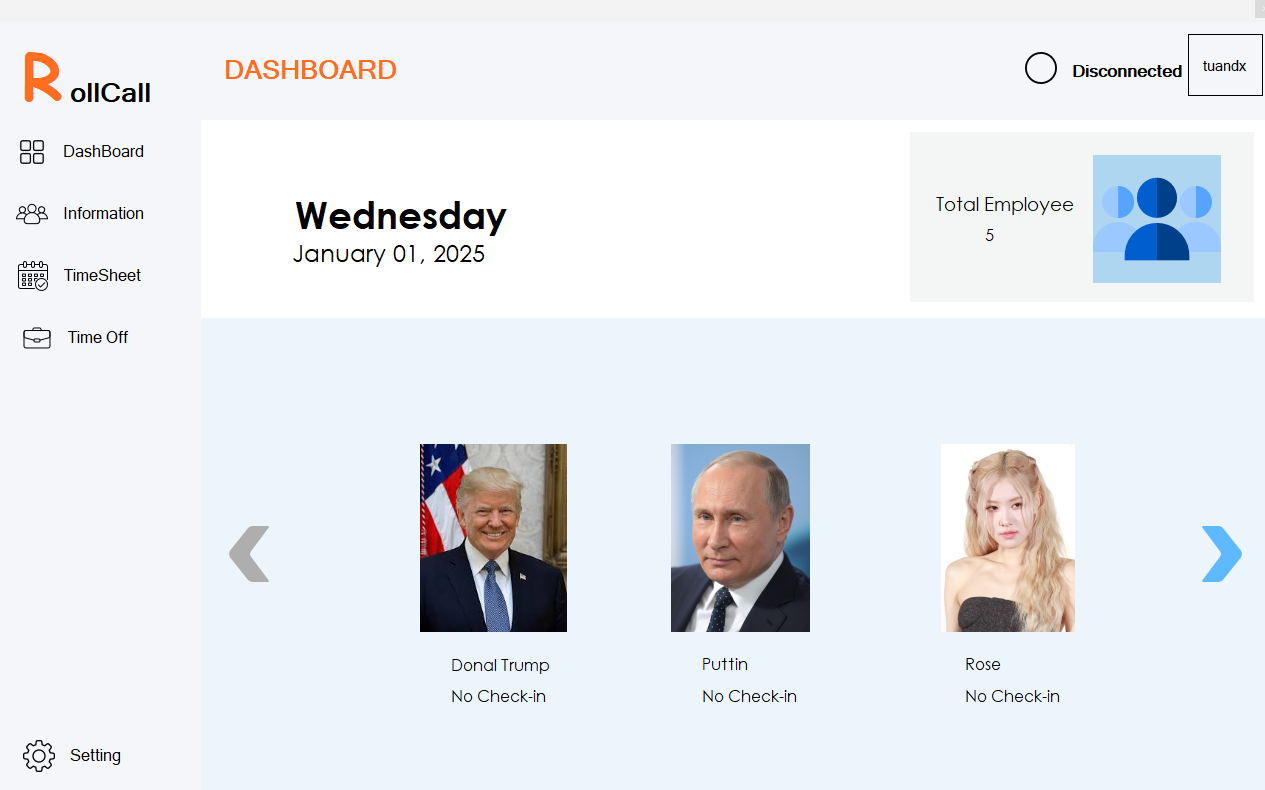 RollCall
DASHBOARD
Disconnected
tuandx
DashBoard
Information
TimeSheet
Time Off
Setting
Wednesday
January 01, 2025
Total Employee
5
Donal Trump
No Check-in
Puttin
No Check-in
Rose
No Check-in